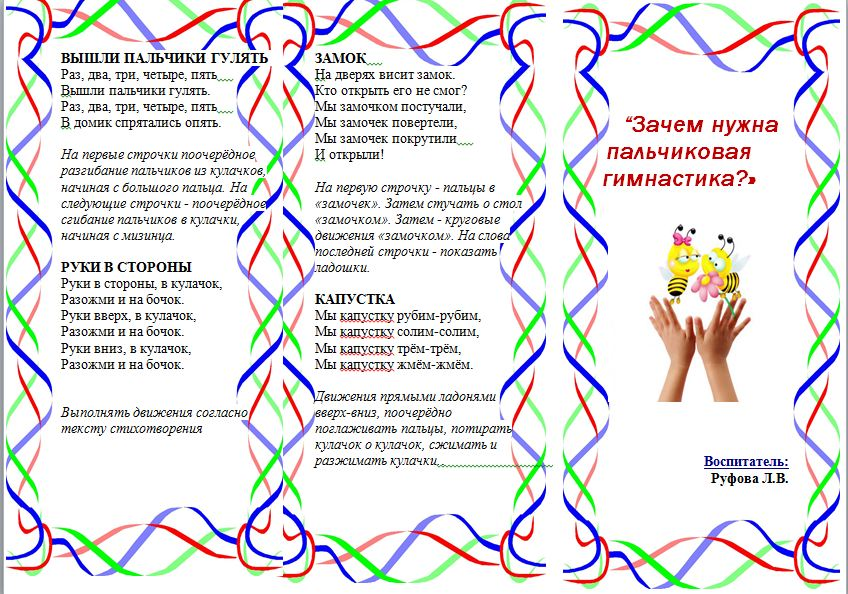 ВЫШЛИ ПАЛЬЧИКИ ГУЛЯТЬ
Раз, два, три, четыре, пять
Вышли пальчики гулять.
Раз, два, три, четыре, пять
В домик спрятались опять.
На первые строчки поочерёдное
разгибание пальчиков из кулачков,
начиная с большого пальца. На
следующие строчки - поочерёдное
сгибание пальчиков в кулачки,
начиная с мизинца.
РУКИ В СТОРОНЫ
Руки в стороны, в кулачок,
Разожми и на бочок.
Руки вверх, в кулачок,
Разожми и на бочок.
Руки вниз, в кулачок,
Разожми и на бочок.
Выполнять движения согласно
тексту стихотворения
ЗАМОК
На дверях висит замок.
Кто открыть его не смог?
Мы замочком постучали,
Мы замочек повертели,
Мы замочек покрутили
И открыли!
На первую строчку - пальцы в
«замочек». Затем стучать о стол
«замочком». Затем - круговые
движения «замочком». На слова
последней строчки - показать
ладошки.
КАПУСТКА
Мы капустку рубим-рубим,
Мы капустку солим-солим,
Мы капустку трём-трём,
Мы капустку жмём-жмём.
Движения прямыми ладонями
вверх-вниз, поочерёдно
поглаживать пальцы, потирать
кулачок о кулачок, сжимать и
разжимать кулачки.
“Зачем нужна
пальчиковая
гимнастика?»
Воспитатель:
Руфова Л.В.